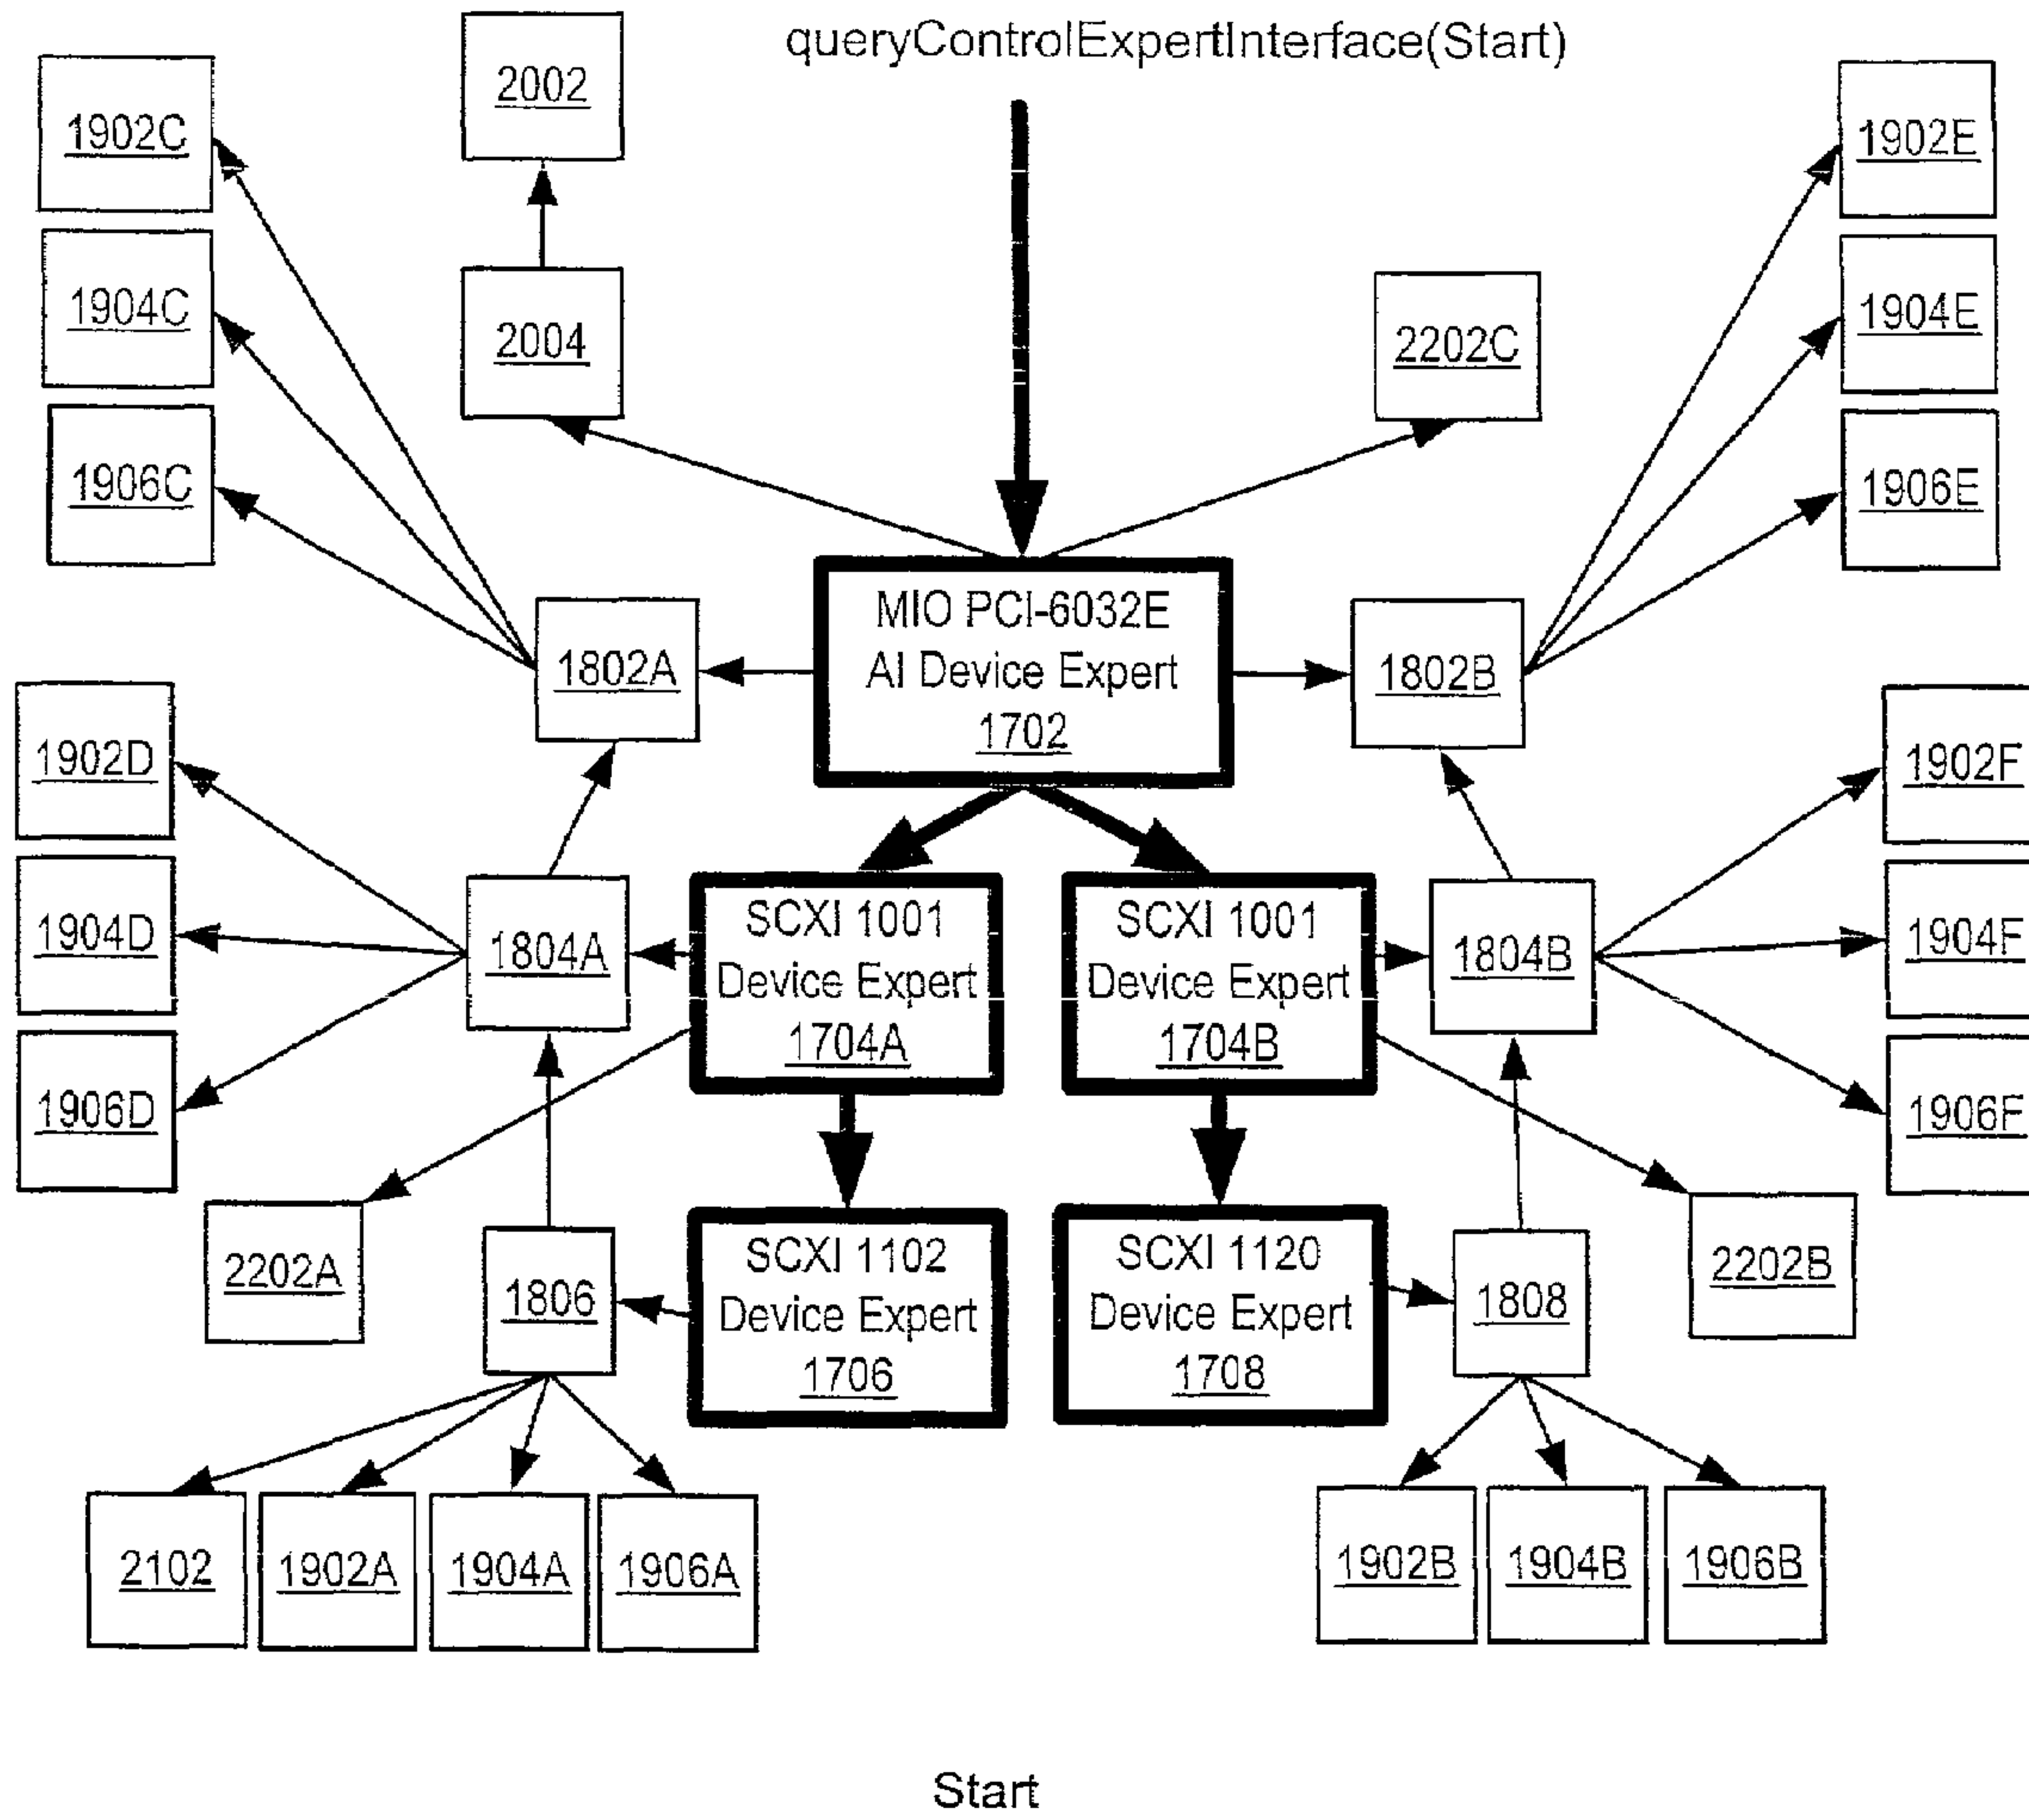 queryControlExpertInterface(Start)
2002
1902C
1902E
1904C
1904E
2004
2202C
1906C
1906E
MIO PCI-6032E
AI Device Expert
1702
1802A
1802B
1902D
1902F
SCXI 1001
Device Expert
1704A
SCXI 1001
Device Expert
1704B
1904D
1804A
1804B
1904F
1906D
1906F
2202A
1806
SCXI 1102
Device Expert
1706
SCXI 1120
Device Expert
1708
1808
2202B
2102
1902A
1904A
1906A
1902B
1904B
1906B
Start